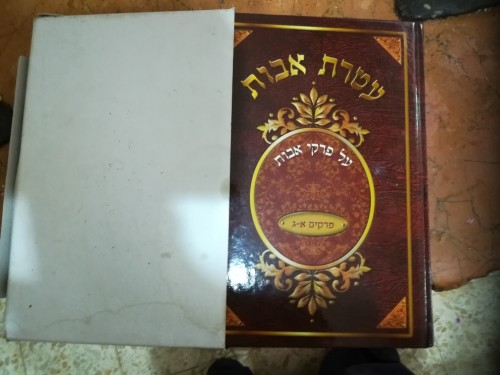 עטרת אבות
על פרקי אבות
פרקים א-ג